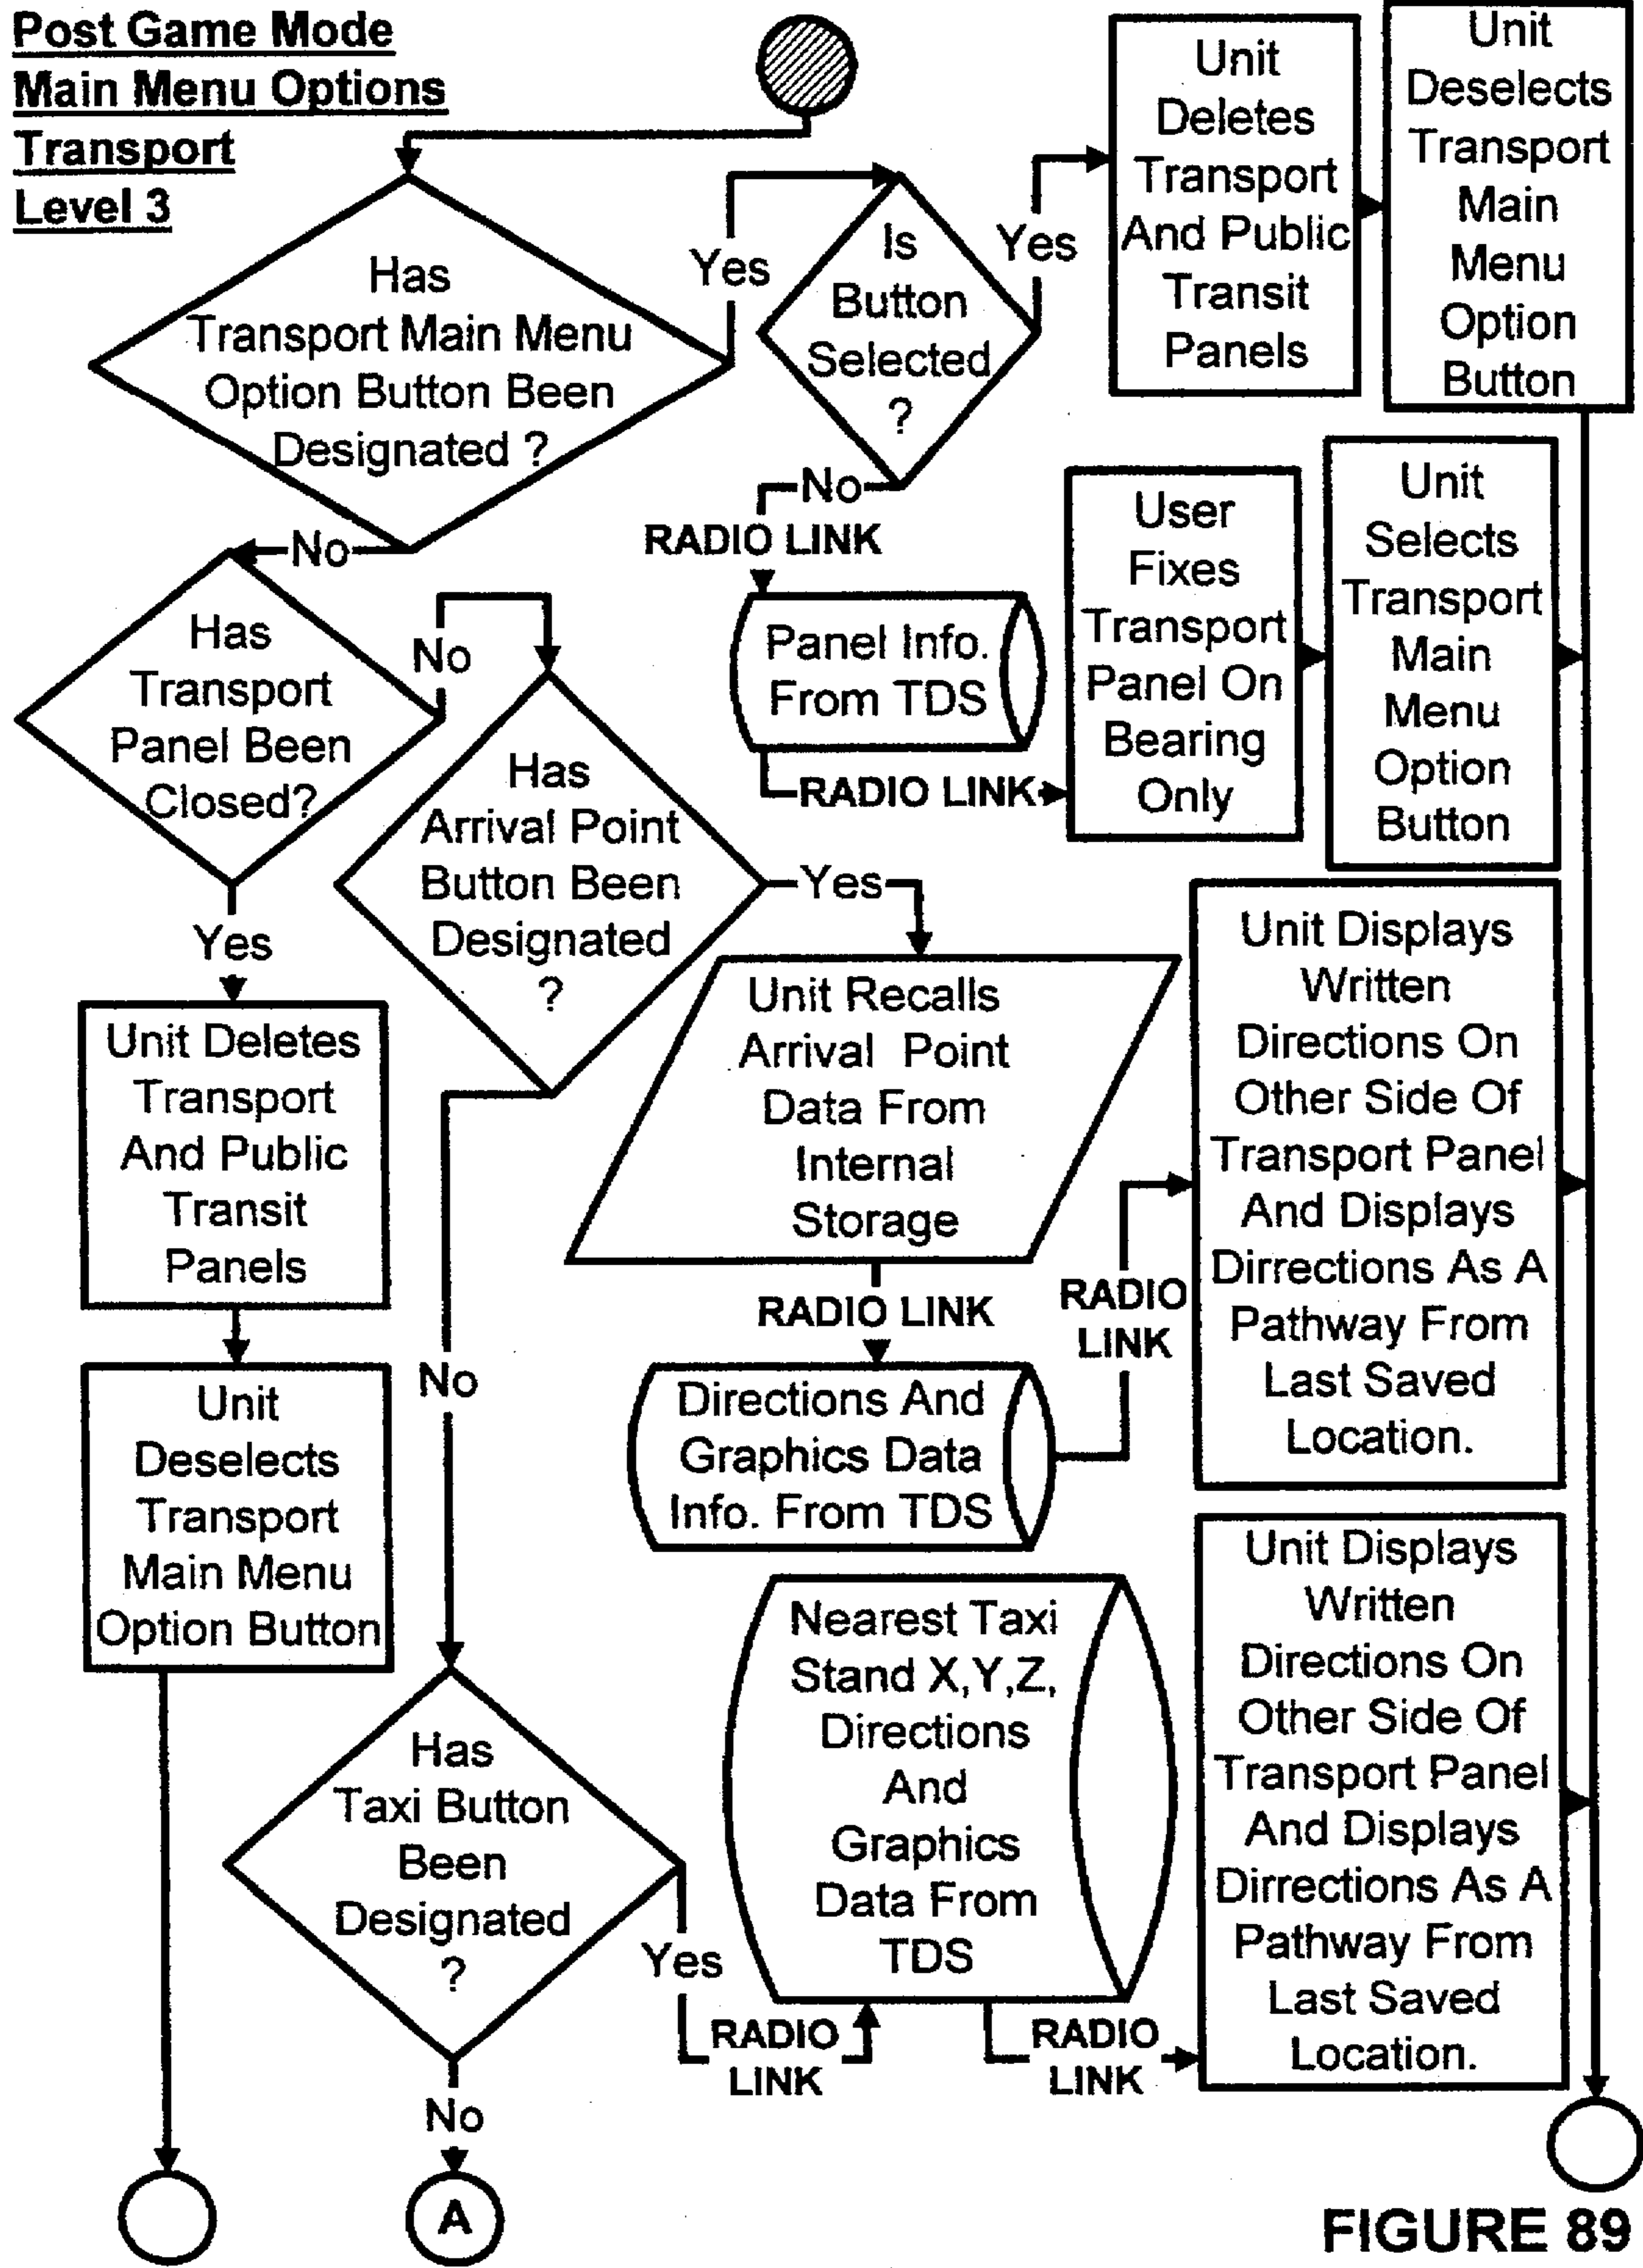 Post Game Mode
Main Menu Options
Transport
Level 3
Has
Transport Main Menu
Option Button Been
Designated ?
Yes
Is
Button
Selected
?
Yes
Unit
Deletes
Transport
And Public
Transit
Panels
Unit
Deselects
Transport
Main
Menu
Option
Button
No
RADIO LINK
Panel Info.
From TDS
RADIO LINK
User
Fixes
Transport
Panel On
Bearing
Only
Unit
Selects
Transport
Main
Menu
Option
Button
No
Has
Transport
Panel Been
Closed?
No
Has
Arrival Point
Button Been
Designated
?
Yes
Unit Recalls
Arrival Point
Data From
Internal
Storage
RADIO LINK
Directions And
Graphics Data
Info. From TDS
RADIO
LINK
Unit Displays
Written
Directions On
Other Side Of
Transport Panel
And Displays
Dirrections As A
Pathway From
Last Saved
Location.
Yes
Unit Deletes
Transport
And Public
Transit
Panels
Unit
Deselects
Transport
Main Menu
Option Button
No
Has
Taxi Button
Been
Designated
?
Yes
RADIO
LINK
Nearest Taxi
Stand X,Y,Z,
Directions
And
Graphics
Data From
TDS
RADIO
LINK
Unit Displays
Written
Directions On
Other Side Of
Transport Panel
And Displays
Dirrections As A
Pathway From
Last Saved
Location.
No
A
FIGURE 89